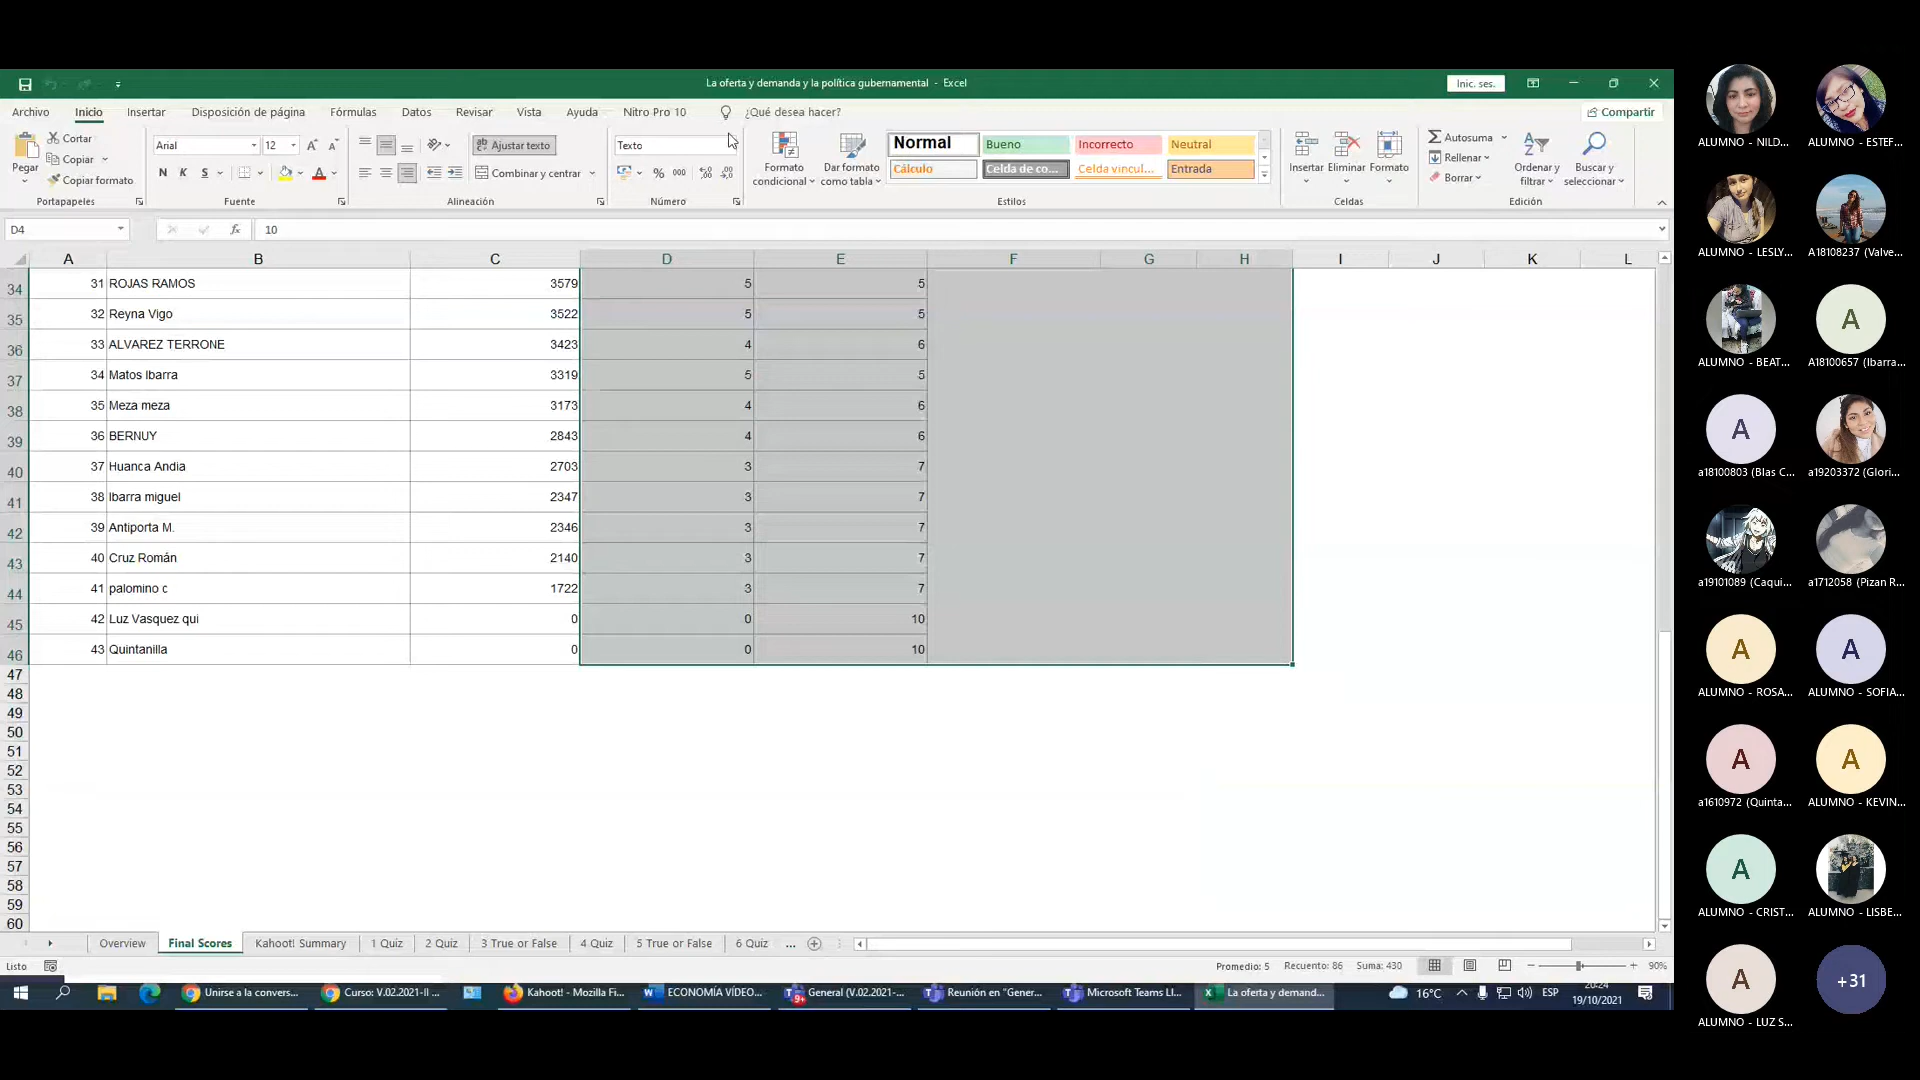 La oferta y demanda y la política gubernamental - Excel
Inic. ses.
Archivo Inicio Insertar Disposición de página Fórmulas Datos Revisar Vista Ayuda Nitro Pro 10 ¿Qué desea hacer? Compartir
Pegar
Cortar
Copiar
Copiar formato
Portapapeles
Arial 12
N K S
Fuente
Ajustar texto
Combinar y centrar
Alineación
Texto
% 000
Número
Formato condicional
Dar formato como tabla
Normal Bueno Incorrecto Neutral
Cálculo Celda de co... Celda vincul... Entrada
Estilos
Insertar Eliminar Formato
Celdas
Autosuma
Rellenar
Borrar
Ordenar y filtrar
Buscar y seleccionar
Edición
D4 fx 10
A B C D E F G H I J K L
34 31 ROJAS RAMOS 3579 5 5
35 32 Reyna Vigo 3522 5 5
36 33 ALVAREZ TERRONE 3423 4 6
37 34 Matos Ibarra 3319 5 5
38 35 Meza meza 3173 4 6
39 36 BERNUY 2843 4 6
40 37 Huanca Andia 2703 3 7
41 38 Ibarra miguel 2347 3 7
42 39 Antiporta M. 2346 3 7
43 40 Cruz Román 2140 3 7
44 41 palomino c 1722 3 7
45 42 Luz Vasquez qui 0 0 10
46 43 Quintanilla 0 0 10
47
48
49
50
51
52
53
54
55
56
57
58
59
60
Overview Final Scores Kahoot! Summary 1 Quiz 2 Quiz 3 True or False 4 Quiz 5 True or False 6 Quiz ...
Listo Promedio: 5 Recuento: 86 Suma: 430 90%
Unirse a la convers... Curso: V.02.2021-II ... Kahoot! - Mozilla Fi... ECONOMÍA VÍDEO... General (V.02.2021-... Reunión en "Gener... Microsoft Teams Ll... La oferta y demand... 16°C ESP 20:24
19/10/2021
ALUMNO - NILD... ALUMNO - ESTEF...
ALUMNO - LESLY... A18108237 (Valve...
A
ALUMNO - BEAT... A18100657 (Ibarra...
A
a18100803 (Blas C... a19203372 (Glori...
a19101089 (Caqui... a1712058 (Pizan R...
A A
ALUMNO - ROSA... ALUMNO - SOFIA...
A A
a1610972 (Quinta... ALUMNO - KEVIN...
A
ALUMNO - CRIST... ALUMNO - LISBE...
A +31
ALUMNO - LUZ S...